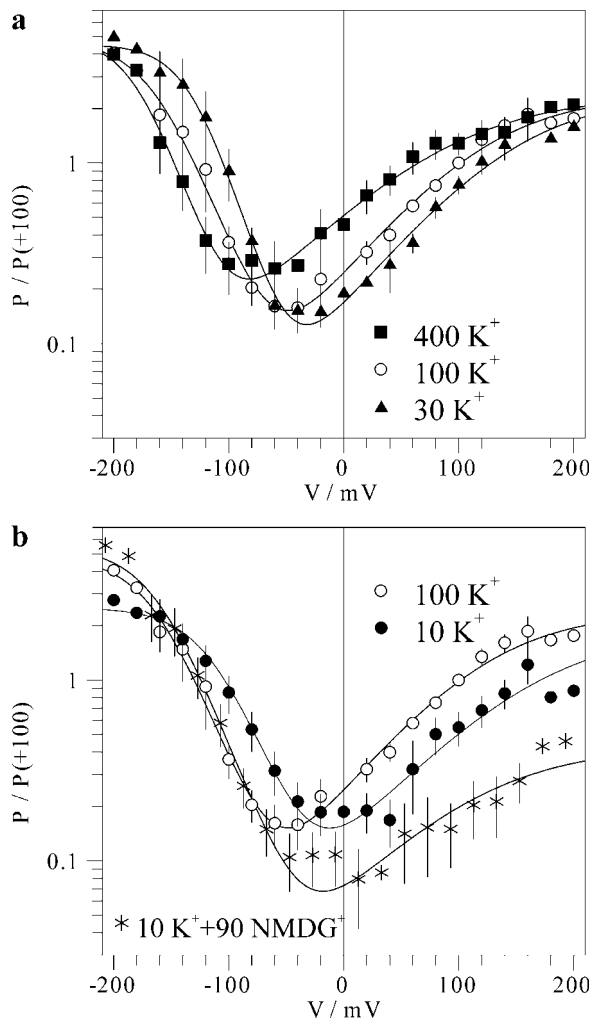 a
P / P(+100)
1
0.1
400 K⁺
100 K⁺
30 K⁺
-200 -100 0 100 200
V / mV
b
P / P(+100)
1
0.1
100 K⁺
10 K⁺
10 K⁺+90 NMDG⁺
-200 -100 0 100 200
V / mV